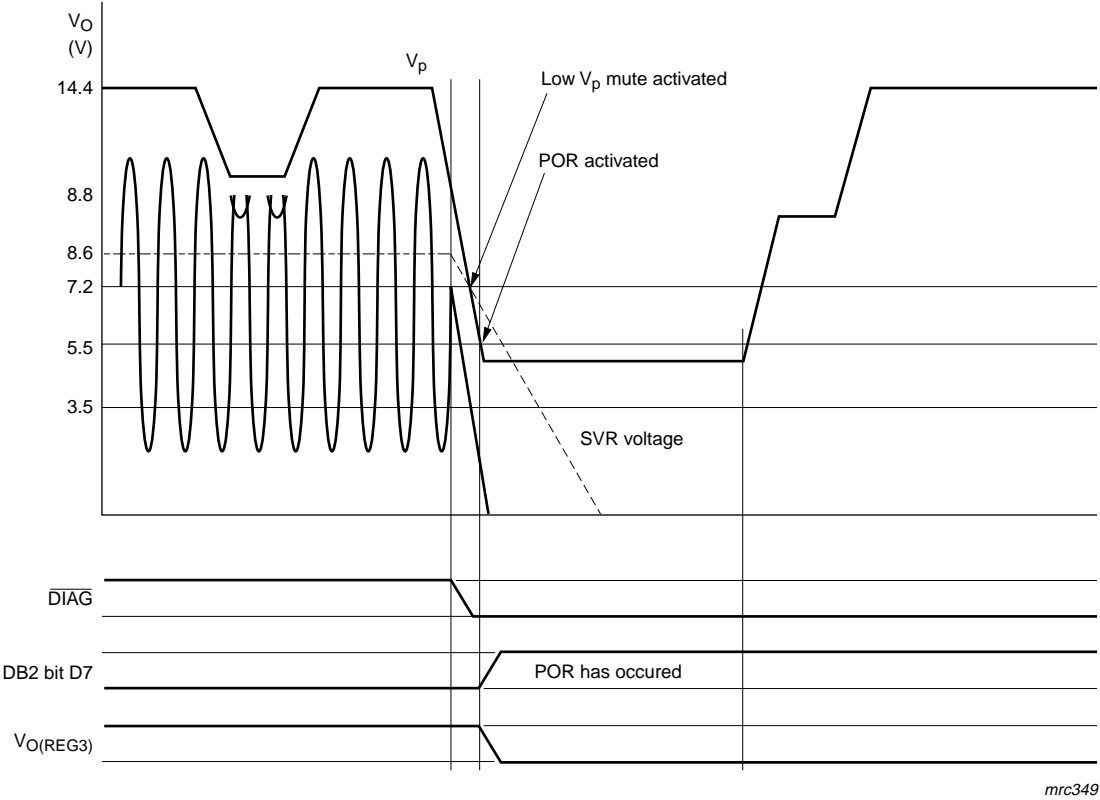 V_O
(V)
V_p
14.4
Low V_p mute activated
POR activated
8.8
8.6
7.2
5.5
3.5
SVR voltage
DIAG
DB2 bit D7
POR has occured
V_O(REG3)
mrc349